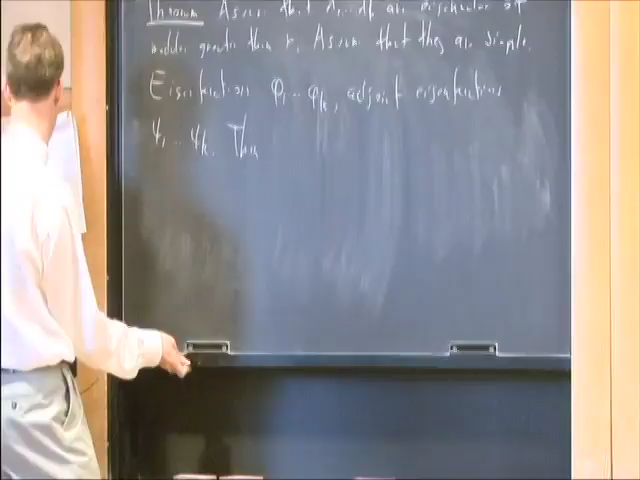 Theorem Assume that λ1...λk are eigenvalues of
modulus greater than r, Assume that they are simple.
Eigenfunctions φ1...φk, adjoint eigenfunctions
ψ1...ψk. Then